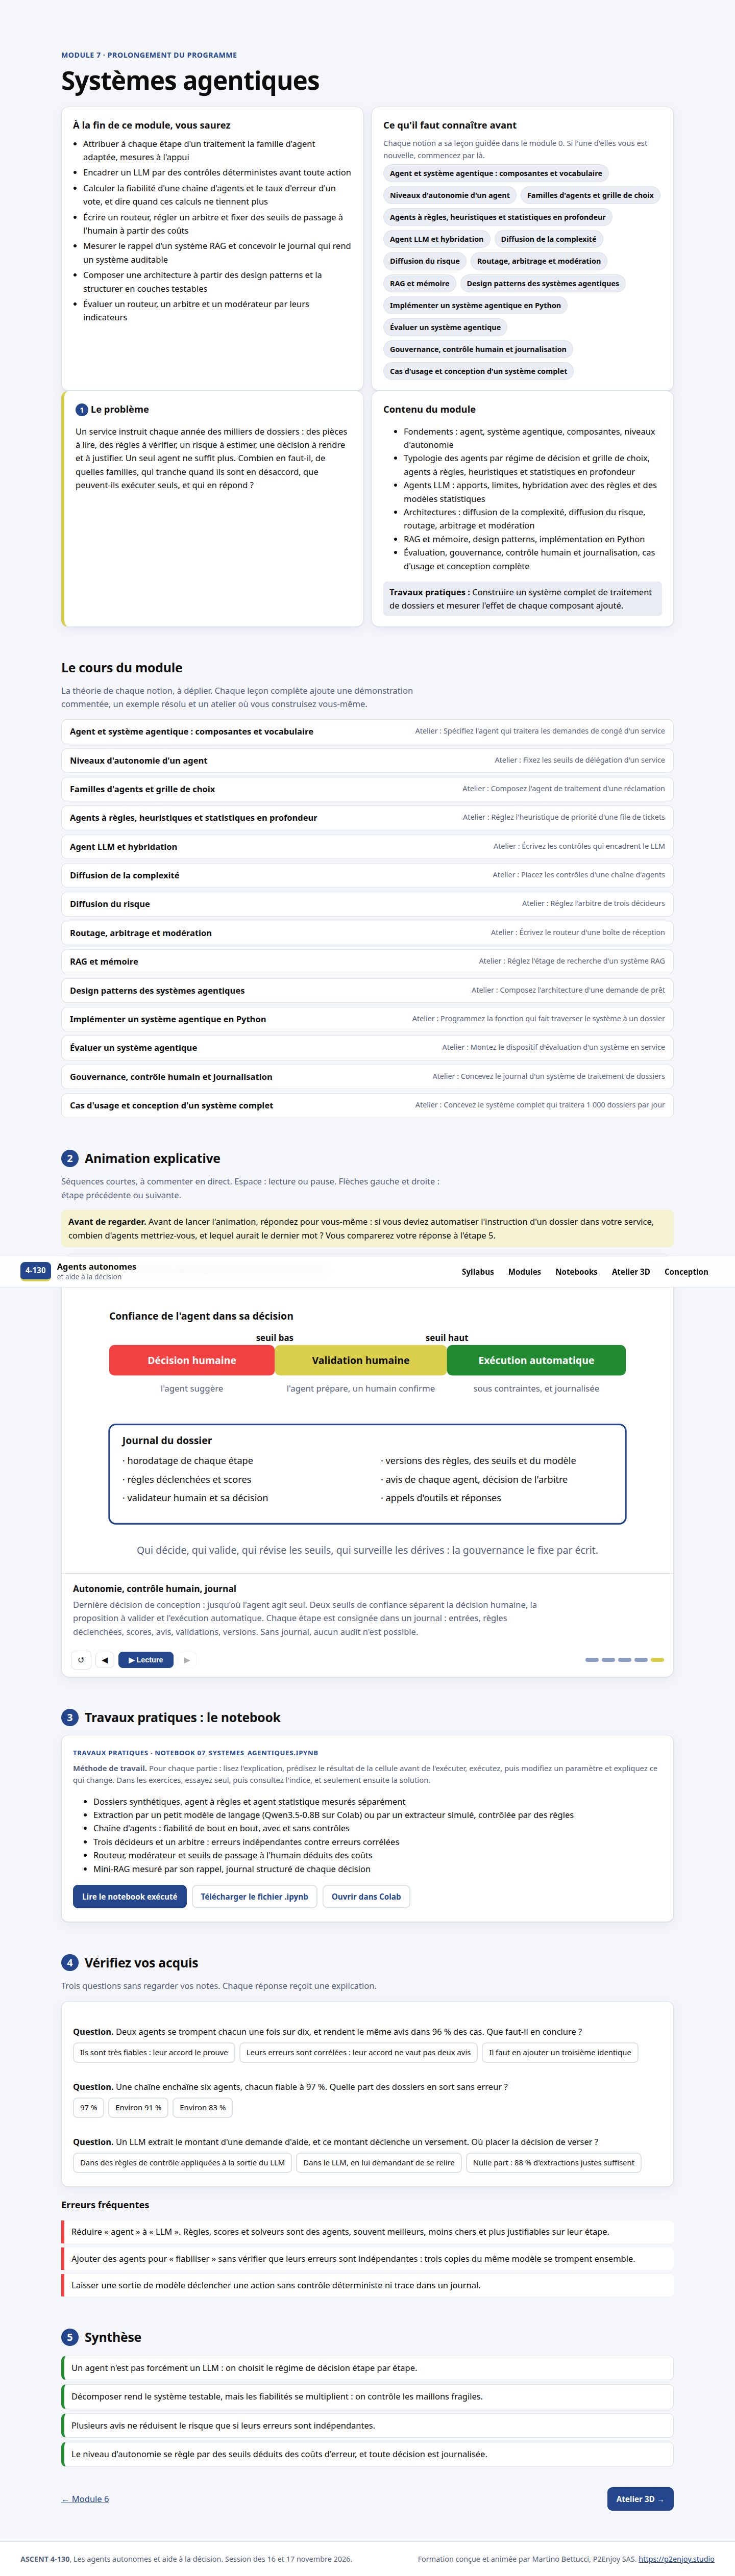 MODULE 7 · PROLONGEMENT DU PROGRAMME
Systèmes agentiques
À la fin de ce module, vous saurez
Attribuer à chaque étape d'un traitement la famille d'agent
adaptée, mesures à l'appui
Encadrer un LLM par des contrôles déterministes avant toute action
Calculer la fiabilité d'une chaîne d'agents et le taux d'erreur d'un
vote, et dire quand ces calculs ne tiennent plus
Écrire un routeur, régler un arbitre et fixer des seuils de passage à
l'humain à partir des coûts
Mesurer le rappel d'un système RAG et concevoir le journal qui rend
un système auditable
Composer une architecture à partir des design patterns et la
structurer en couches testables
Évaluer un routeur, un arbitre et un modérateur par leurs
indicateurs
Ce qu'il faut connaître avant
Chaque notion a sa leçon guidée dans le module 0. Si l'une d'elles vous est
nouvelle, commencez par là.
Agent et système agentique : composantes et vocabulaire
Niveaux d'autonomie d'un agent
Familles d'agents et grille de choix
Agents à règles, heuristiques et statistiques en profondeur
Agent LLM et hybridation
Diffusion de la complexité
Diffusion du risque
Routage, arbitrage et modération
RAG et mémoire
Design patterns des systèmes agentiques
Implémenter un système agentique en Python
Évaluer un système agentique
Gouvernance, contrôle humain et journalisation
Cas d'usage et conception d'un système complet
1 Le problème
Un service instruit chaque année des milliers de dossiers : des pièces
à lire, des règles à vérifier, un risque à estimer, une décision à rendre
et à justifier. Un seul agent ne suffit plus. Combien en faut-il, de
quelles familles, qui tranche quand ils sont en désaccord, que
peuvent-ils exécuter seuls, et qui en répond ?
Contenu du module
Fondements : agent, système agentique, composantes, niveaux
d'autonomie
Typologie des agents par régime de décision et grille de choix,
agents à règles, heuristiques et statistiques en profondeur
Agents LLM : apports, limites, hybridation avec des règles et des
modèles statistiques
Architectures : diffusion de la complexité, diffusion du risque,
routage, arbitrage et modération
RAG et mémoire, design patterns, implémentation en Python
Évaluation, gouvernance, contrôle humain et journalisation, cas
d'usage et conception complète
Travaux pratiques : Construire un système complet de traitement
de dossiers et mesurer l'effet de chaque composant ajouté.
Le cours du module
La théorie de chaque notion, à déplier. Chaque leçon complète ajoute une démonstration
commentée, un exemple résolu et un atelier où vous construisez vous-même.
Agent et système agentique : composantes et vocabulaire Atelier : Spécifiez l'agent qui traitera les demandes de congé d'un service
Niveaux d'autonomie d'un agent Atelier : Fixez les seuils de délégation d'un service
Familles d'agents et grille de choix Atelier : Composez l'agent de traitement d'une réclamation
Agents à règles, heuristiques et statistiques en profondeur Atelier : Réglez l'heuristique de priorité d'une file de tickets
Agent LLM et hybridation Atelier : Écrivez les contrôles qui encadrent le LLM
Diffusion de la complexité Atelier : Placez les contrôles d'une chaîne d'agents
Diffusion du risque Atelier : Réglez l'arbitre de trois décideurs
Routage, arbitrage et modération Atelier : Écrivez le routeur d'une boîte de réception
RAG et mémoire Atelier : Réglez l'étage de recherche d'un système RAG
Design patterns des systèmes agentiques Atelier : Composez l'architecture d'une demande de prêt
Implémenter un système agentique en Python Atelier : Programmez la fonction qui fait traverser le système à un dossier
Évaluer un système agentique Atelier : Montez le dispositif d'évaluation d'un système en service
Gouvernance, contrôle humain et journalisation Atelier : Concevez le journal d'un système de traitement de dossiers
Cas d'usage et conception d'un système complet Atelier : Concevez le système complet qui traitera 1 000 dossiers par jour
2 Animation explicative
Séquences courtes, à commenter en direct. Espace : lecture ou pause. Flèches gauche et droite :
étape précédente ou suivante.
Avant de regarder. Avant de lancer l'animation, répondez pour vous-même : si vous deviez automatiser l'instruction d'un dossier dans votre service,
combien d'agents mettriez-vous, et lequel aurait le dernier mot ? Vous comparerez votre réponse à l'étape 5.
4-130 Agents autonomes
et aide à la décision
Syllabus Modules Notebooks Atelier 3D Conception
Confiance de l'agent dans sa décision
seuil bas seuil haut
Décision humaine Validation humaine Exécution automatique
l'agent suggère l'agent prépare, un humain confirme sous contraintes, et journalisée
Journal du dossier
· horodatage de chaque étape · versions des règles, des seuils et du modèle
· règles déclenchées et scores · avis de chaque agent, décision de l'arbitre
· validateur humain et sa décision · appels d'outils et réponses
Qui décide, qui valide, qui révise les seuils, qui surveille les dérives : la gouvernance le fixe par écrit.
Autonomie, contrôle humain, journal
Dernière décision de conception : jusqu'où l'agent agit seul. Deux seuils de confiance séparent la décision humaine, la
proposition à valider et l'exécution automatique. Chaque étape est consignée dans un journal : entrées, règles
déclenchées, scores, avis, validations, versions. Sans journal, aucun audit n'est possible.
↺ ◀ ▶ Lecture ▶
3 Travaux pratiques : le notebook
TRAVAUX PRATIQUES · NOTEBOOK 07_SYSTEMES_AGENTIQUES.IPYNB
Méthode de travail. Pour chaque partie : lisez l'explication, prédisez le résultat de la cellule avant de l'exécuter, exécutez, puis modifiez un paramètre et expliquez ce
qui change. Dans les exercices, essayez seul, puis consultez l'indice, et seulement ensuite la solution.
Dossiers synthétiques, agent à règles et agent statistique mesurés séparément
Extraction par un petit modèle de langage (Qwen3.5-0.8B sur Colab) ou par un extracteur simulé, contrôlée par des règles
Chaîne d'agents : fiabilité de bout en bout, avec et sans contrôles
Trois décideurs et un arbitre : erreurs indépendantes contre erreurs corrélées
Routeur, modérateur et seuils de passage à l'humain déduits des coûts
Mini-RAG mesuré par son rappel, journal structuré de chaque décision
Lire le notebook exécuté Télécharger le fichier .ipynb Ouvrir dans Colab
4 Vérifiez vos acquis
Trois questions sans regarder vos notes. Chaque réponse reçoit une explication.
Question. Deux agents se trompent chacun une fois sur dix, et rendent le même avis dans 96 % des cas. Que faut-il en conclure ?
Ils sont très fiables : leur accord le prouve Leurs erreurs sont corrélées : leur accord ne vaut pas deux avis Il faut en ajouter un troisième identique
Question. Une chaîne enchaîne six agents, chacun fiable à 97 %. Quelle part des dossiers en sort sans erreur ?
97 % Environ 91 % Environ 83 %
Question. Un LLM extrait le montant d'une demande d'aide, et ce montant déclenche un versement. Où placer la décision de verser ?
Dans des règles de contrôle appliquées à la sortie du LLM Dans le LLM, en lui demandant de se relire Nulle part : 88 % d'extractions justes suffisent
Erreurs fréquentes
Réduire « agent » à « LLM ». Règles, scores et solveurs sont des agents, souvent meilleurs, moins chers et plus justifiables sur leur étape.
Ajouter des agents pour « fiabiliser » sans vérifier que leurs erreurs sont indépendantes : trois copies du même modèle se trompent ensemble.
Laisser une sortie de modèle déclencher une action sans contrôle déterministe ni trace dans un journal.
5 Synthèse
Un agent n'est pas forcément un LLM : on choisit le régime de décision étape par étape.
Décomposer rend le système testable, mais les fiabilités se multiplient : on contrôle les maillons fragiles.
Plusieurs avis ne réduisent le risque que si leurs erreurs sont indépendantes.
Le niveau d'autonomie se règle par des seuils déduits des coûts d'erreur, et toute décision est journalisée.
← Module 6 Atelier 3D →
ASCENT 4-130, Les agents autonomes et aide à la décision. Session des 16 et 17 novembre 2026. Formation conçue et animée par Martino Bettucci, P2Enjoy SAS. https://p2enjoy.studio